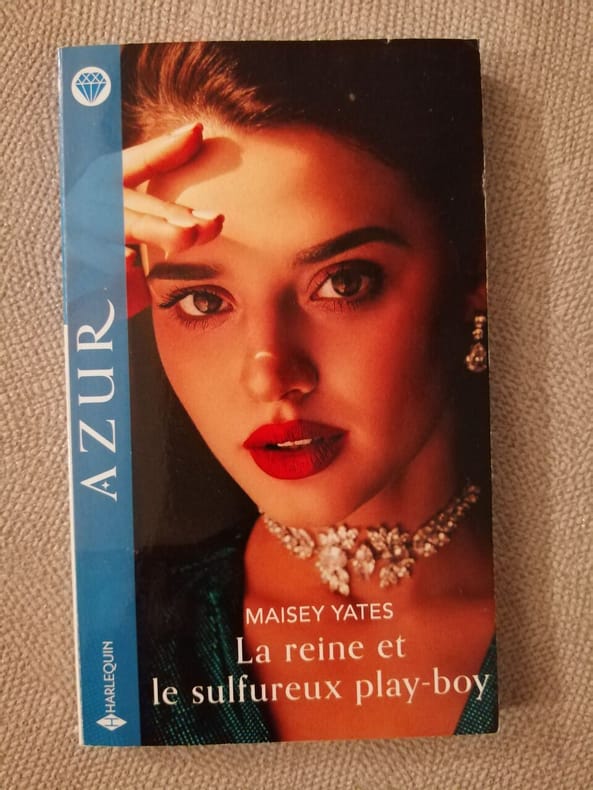 AZUR
HARLEQUIN
MAISEY YATES
La reine et
le sulfureux play-boy